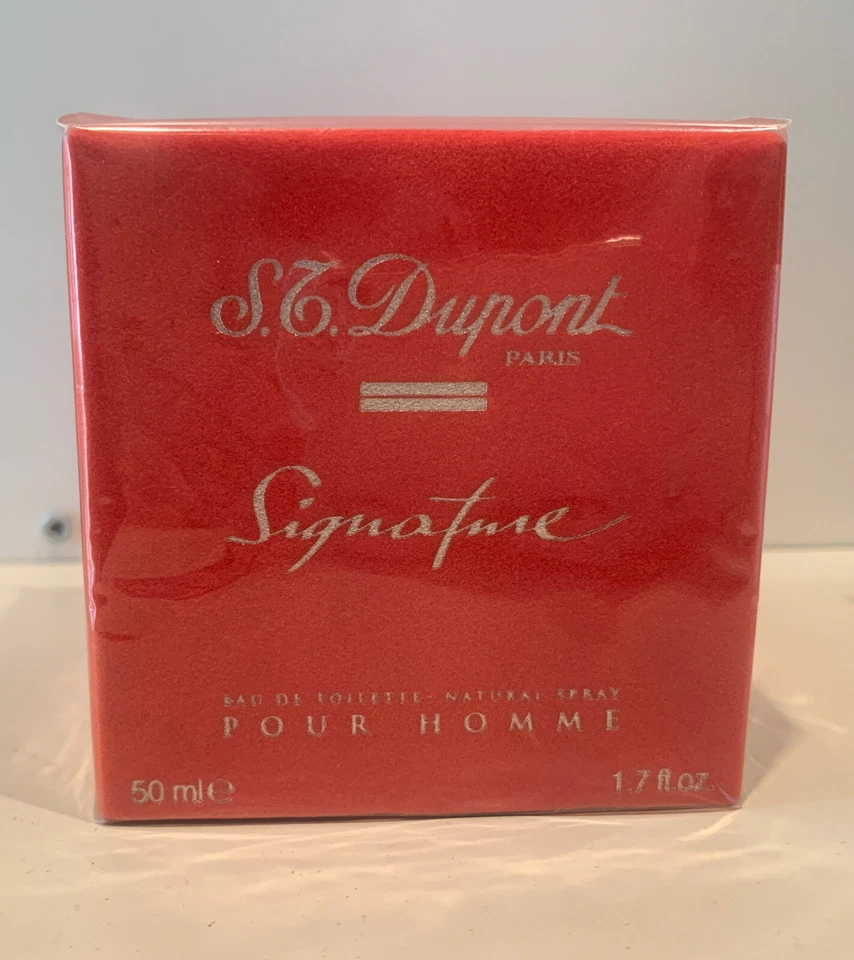 S.T. Dupont
PARIS
Signature
EAU DE TOILETTE - NATURAL SPRAY
POUR HOMME
50 ml ℮
1.7 fl.oz.